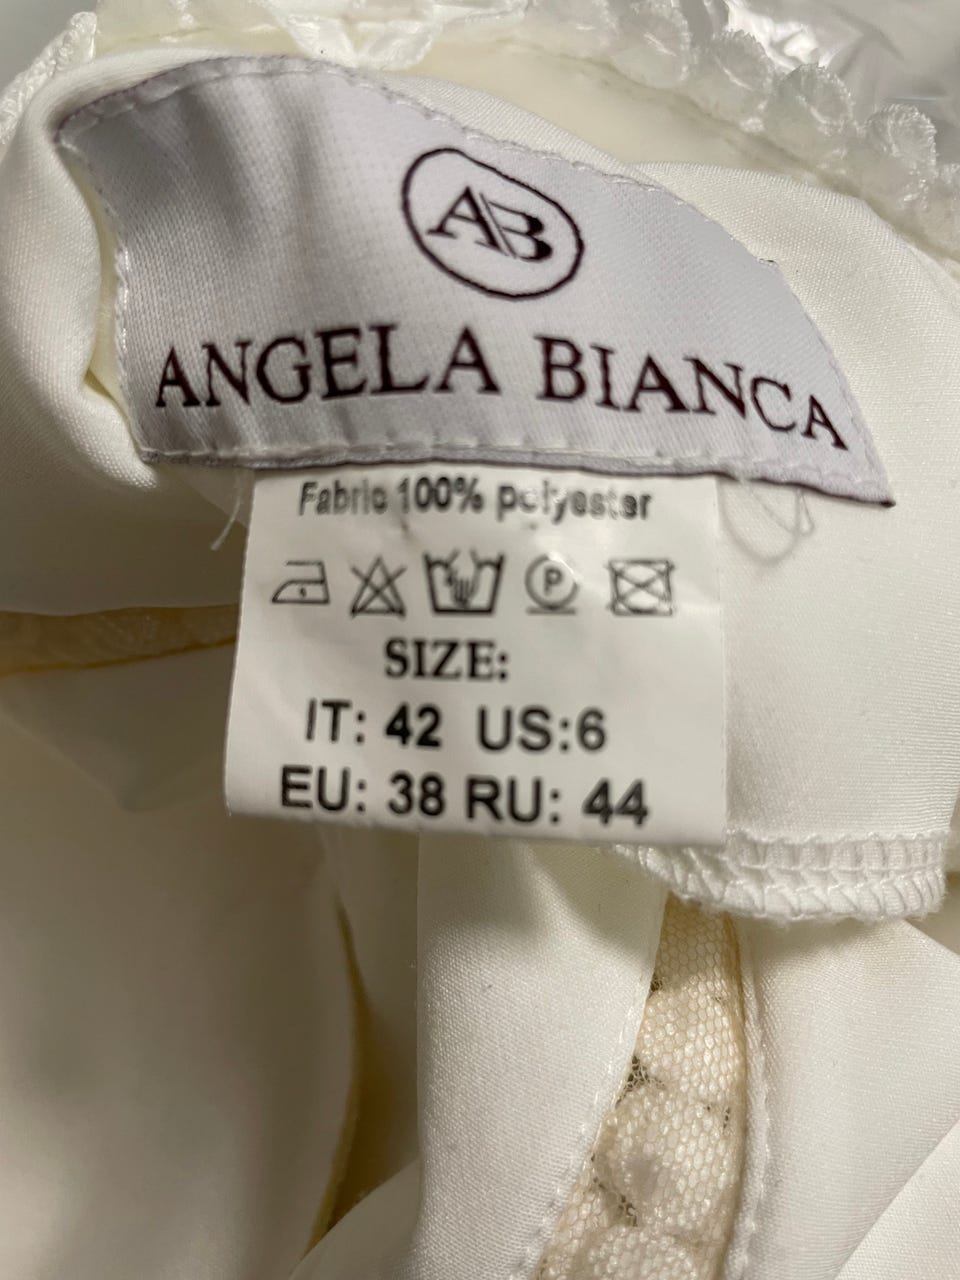 AB
ANGELA BIANCA
Fabric 100% polyester
P
SIZE:
IT: 42 US:6
EU: 38 RU: 44